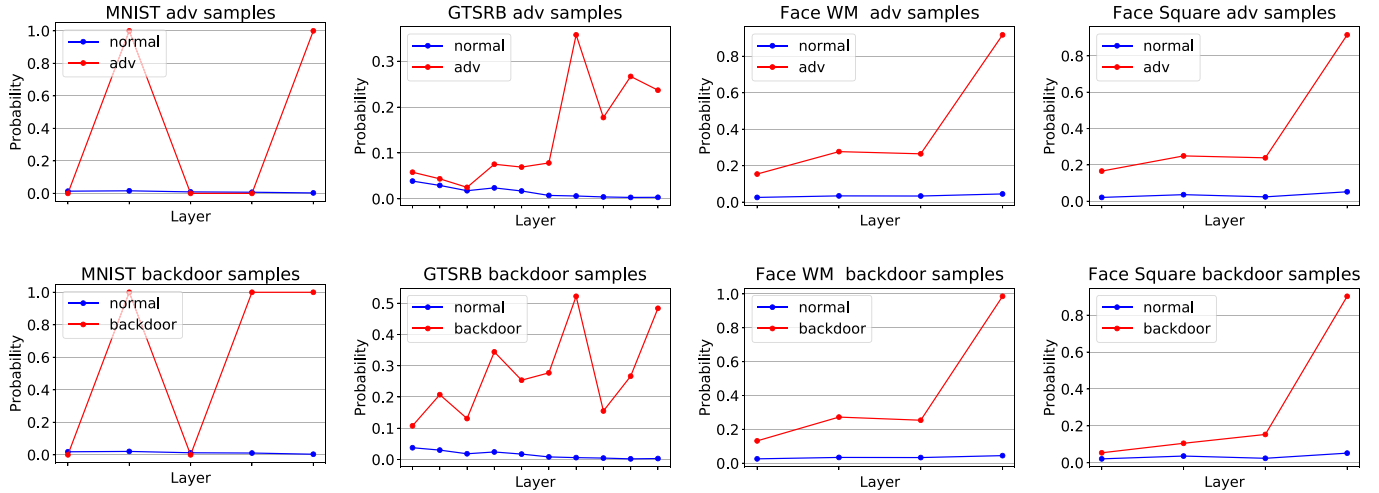 MNIST adv samples
1.0
0.8
0.6
0.4
0.2
0.0
Probability
Layer
normal
adv
GTSRB adv samples
0.3
0.2
0.1
0.0
Probability
Layer
normal
adv
Face WM  adv samples
0.8
0.6
0.4
0.2
0.0
Probability
Layer
normal
adv
Face Square adv samples
0.8
0.6
0.4
0.2
0.0
Probability
Layer
normal
adv
MNIST backdoor samples
1.0
0.8
0.6
0.4
0.2
0.0
Probability
Layer
normal
backdoor
GTSRB backdoor samples
0.5
0.4
0.3
0.2
0.1
0.0
Probability
Layer
normal
backdoor
Face WM  backdoor samples
1.0
0.8
0.6
0.4
0.2
0.0
Probability
Layer
normal
backdoor
Face Square backdoor samples
0.8
0.6
0.4
0.2
0.0
Probability
Layer
normal
backdoor